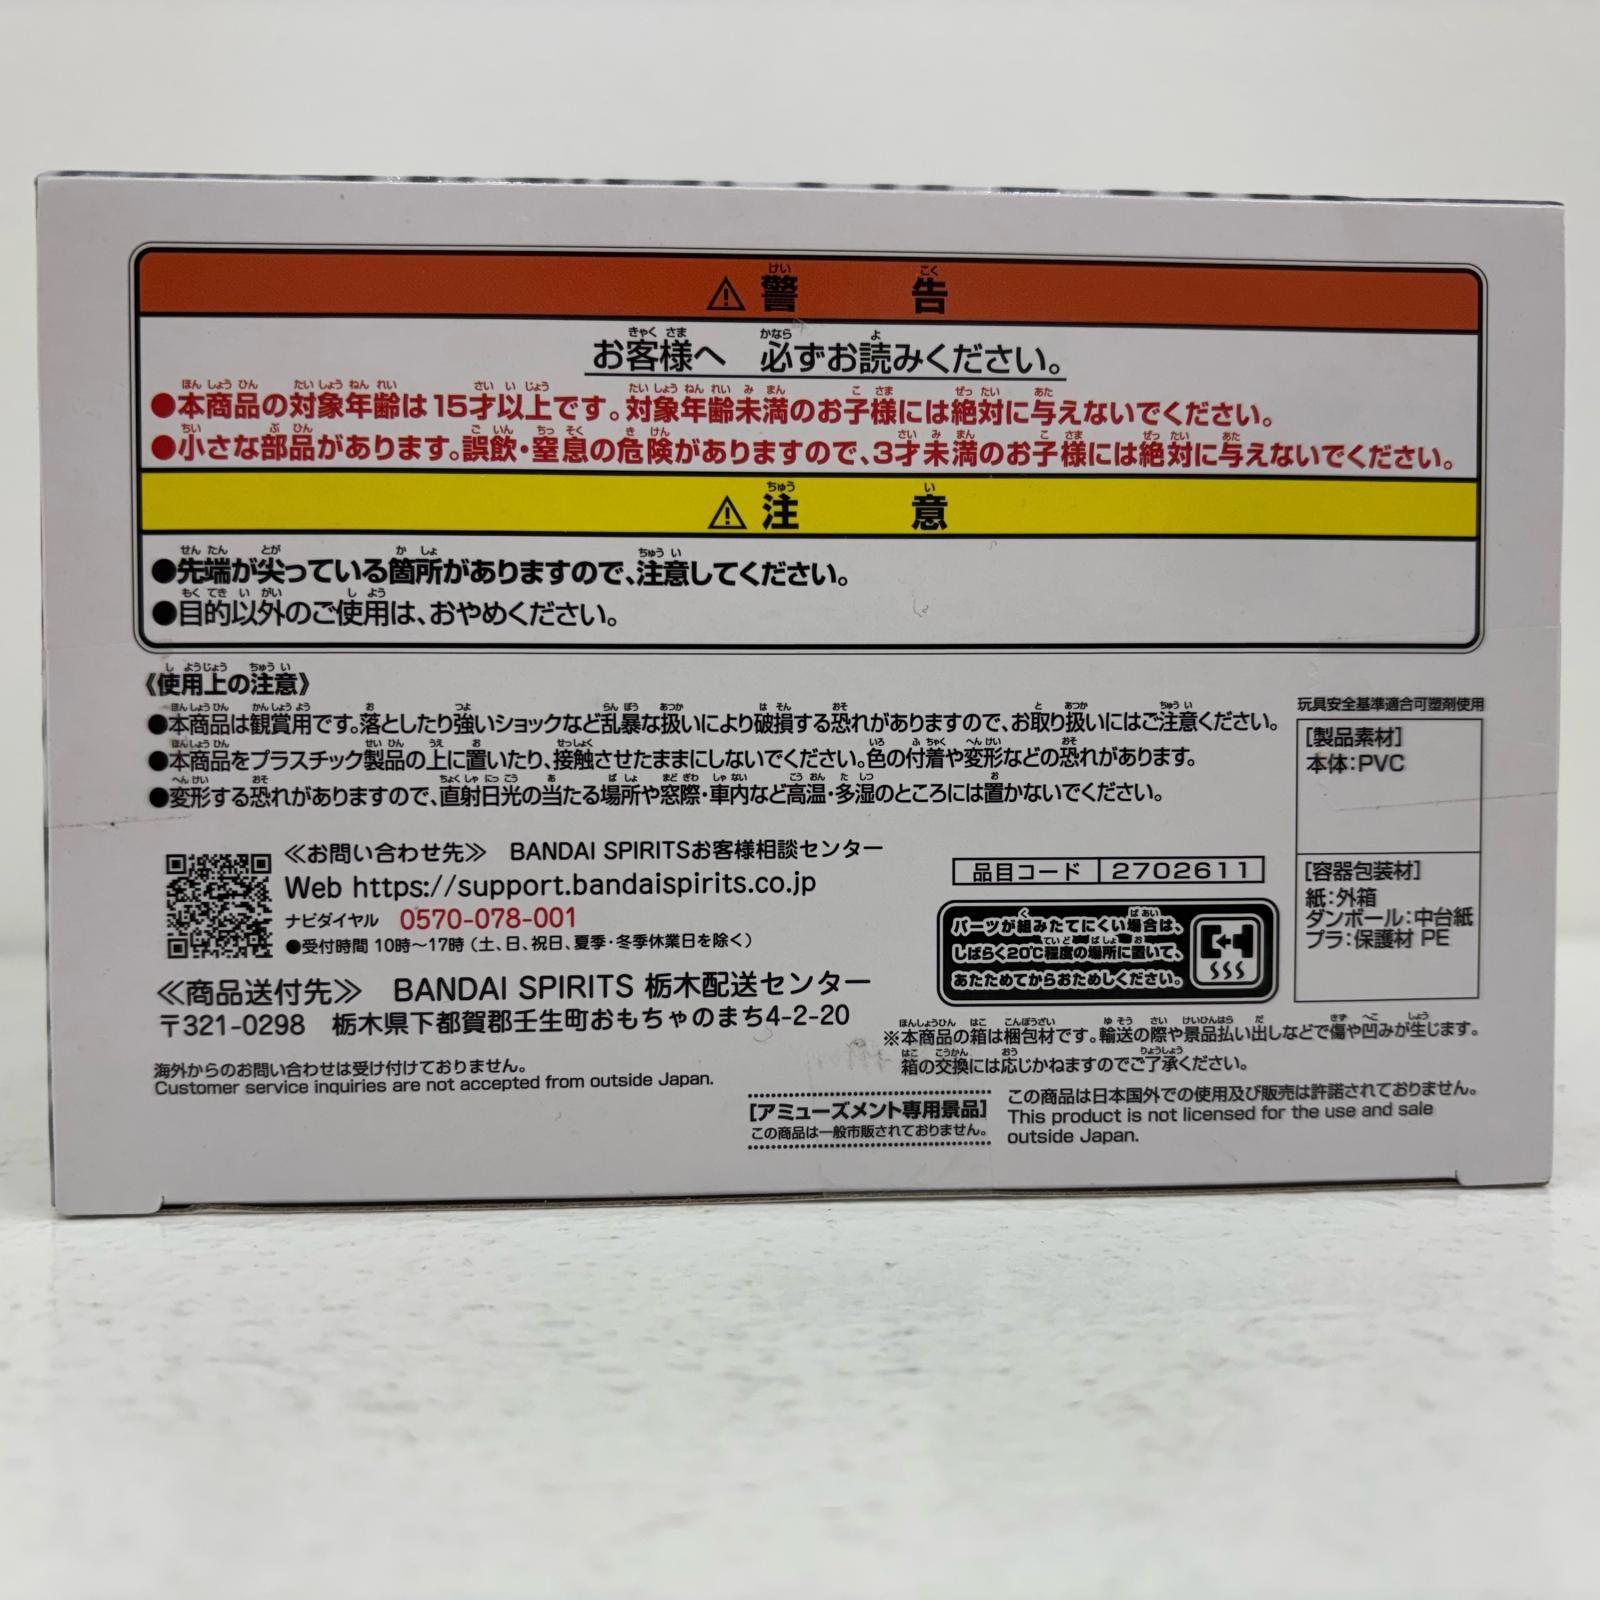 ⚠警告
お客様へ 必ずお読みください。
●本商品の対象年齢は15才以上です。対象年齢未満のお子様には絶対に与えないでください。
●小さな部品があります。誤飲・窒息の危険がありますので、3才未満のお子様には絶対に与えないでください。
⚠注意
●先端が尖っている箇所がありますので、注意してください。
●目的以外のご使用は、おやめください。
《使用上の注意》
●本商品は観賞用です。落としたり強いショックなど乱暴な扱いにより破損する恐れがありますので、お取り扱いにはご注意ください。
●本商品をプラスチック製品の上に置いたり、接触させたままにしないでください。色の付着や変形などの恐れがあります。
●変形する恐れがありますので、直射日光の当たる場所や窓際・車内など高温・多湿のところには置かないでください。
玩具安全基準適合可塑剤使用
[製品素材]
本体：PVC
[容器包装材]
紙：外箱
ダンボール：中台紙
プラ：保護材 PE
≪お問い合わせ先≫ BANDAI SPIRITSお客様相談センター
Web https://support.bandaispirits.co.jp
ナビダイヤル 0570-078-001
●受付時間 10時～17時（土、日、祝日、夏季・冬季休業日を除く）
≪商品送付先≫ BANDAI SPIRITS 栃木配送センター
〒321-0298 栃木県下都賀郡壬生町おもちゃのまち4-2-20
海外からのお問い合わせは受け付けておりません。
Customer service inquiries are not accepted from outside Japan.
品目コード 2702611
パーツが組みたてにくい場合は、
しばらく20℃程度の場所に置いて、
あたためてからおためしください。
※本商品の箱は梱包材です。輸送の際や景品払い出しなどで傷や凹みが生じます。
箱の交換には応じかねますのでご了承ください。
[アミューズメント専用景品]
この商品は一般市販されておりません。
この商品は日本国外での使用及び販売は許諾されておりません。
This product is not licensed for the use and sale
outside Japan.